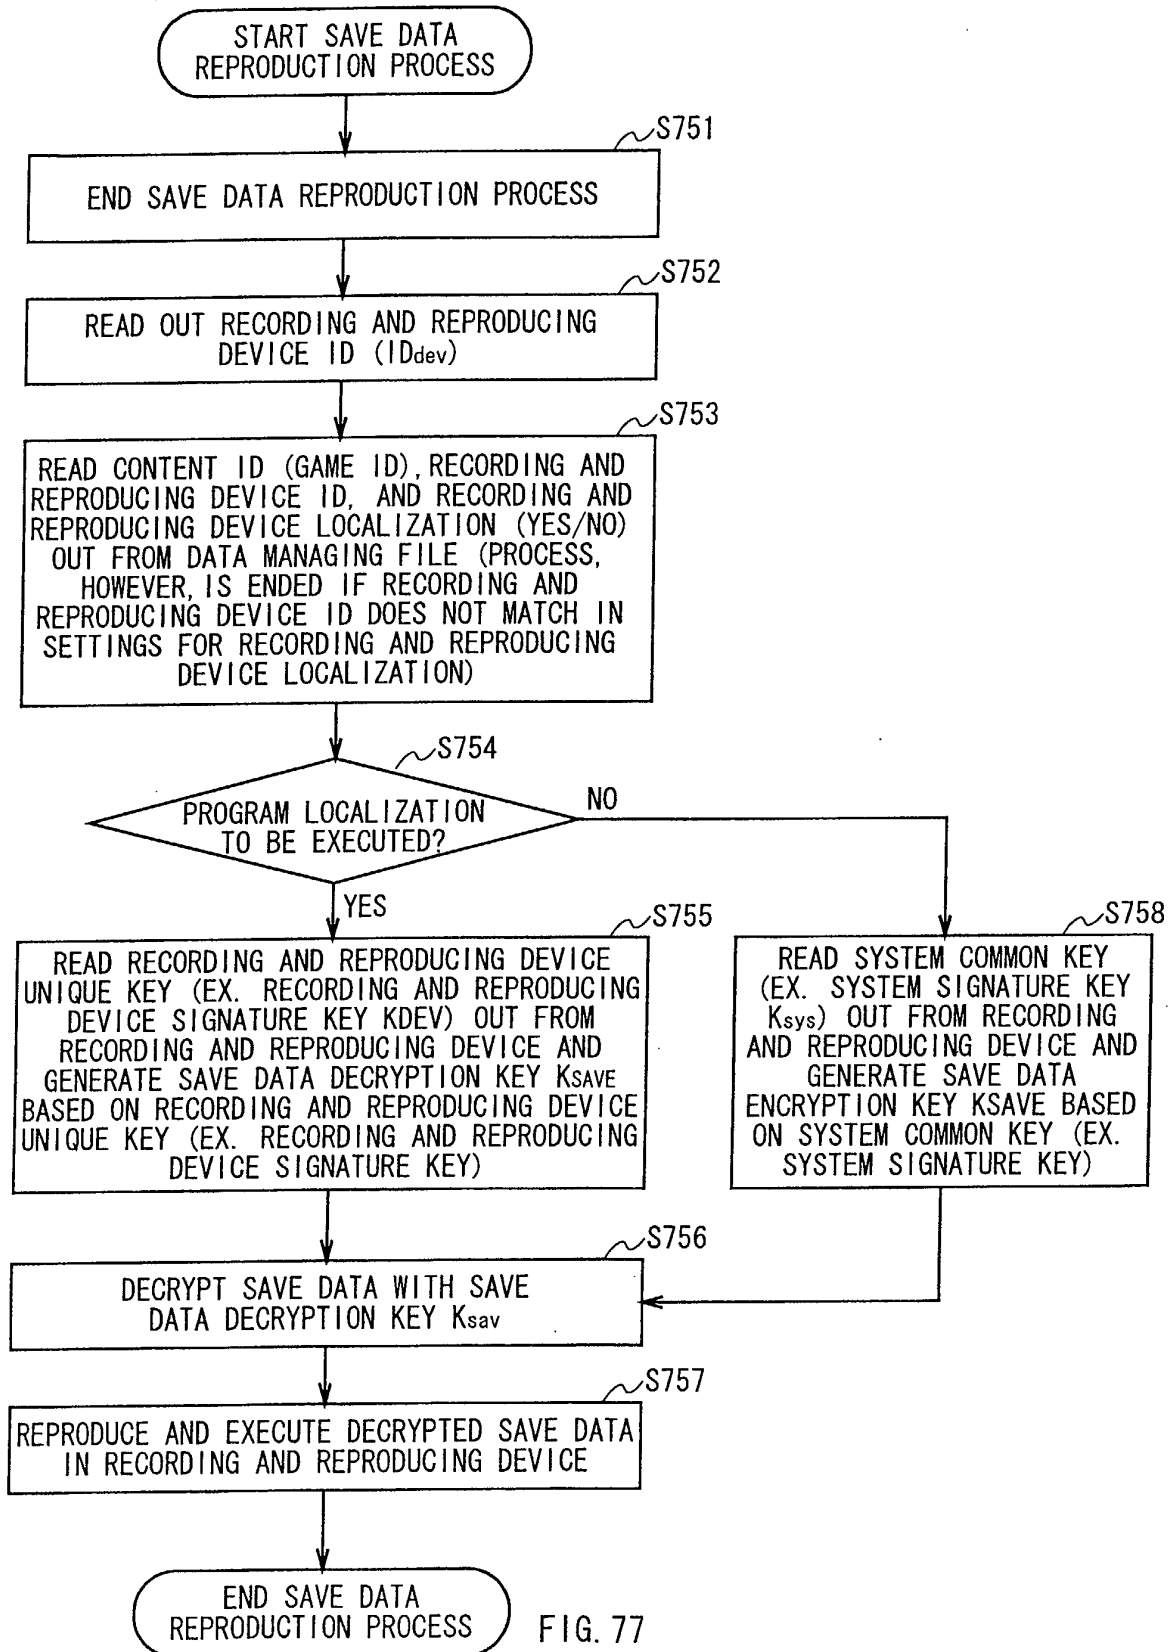 START SAVE DATA
REPRODUCTION PROCESS
S751
END SAVE DATA REPRODUCTION PROCESS
S752
READ OUT RECORDING AND REPRODUCING
DEVICE ID (IDdev)
S753
READ CONTENT ID (GAME ID), RECORDING AND
REPRODUCING DEVICE ID, AND RECORDING AND
REPRODUCING DEVICE LOCALIZATION (YES/NO)
OUT FROM DATA MANAGING FILE (PROCESS,
HOWEVER, IS ENDED IF RECORDING AND
REPRODUCING DEVICE ID DOES NOT MATCH IN
SETTINGS FOR RECORDING AND REPRODUCING
DEVICE LOCALIZATION)
S754
PROGRAM LOCALIZATION
TO BE EXECUTED?
NO
YES
S755
READ RECORDING AND REPRODUCING DEVICE
UNIQUE KEY (EX. RECORDING AND REPRODUCING
DEVICE SIGNATURE KEY KDEV) OUT FROM
RECORDING AND REPRODUCING DEVICE AND
GENERATE SAVE DATA DECRYPTION KEY KSAVE
BASED ON RECORDING AND REPRODUCING DEVICE
UNIQUE KEY (EX. RECORDING AND REPRODUCING
DEVICE SIGNATURE KEY)
S758
READ SYSTEM COMMON KEY
(EX. SYSTEM SIGNATURE KEY
Ksys) OUT FROM RECORDING
AND REPRODUCING DEVICE AND
GENERATE SAVE DATA
ENCRYPTION KEY KSAVE BASED
ON SYSTEM COMMON KEY (EX.
SYSTEM SIGNATURE KEY)
S756
DECRYPT SAVE DATA WITH SAVE
DATA DECRYPTION KEY Ksav
S757
REPRODUCE AND EXECUTE DECRYPTED SAVE DATA
IN RECORDING AND REPRODUCING DEVICE
END SAVE DATA
REPRODUCTION PROCESS
FIG. 77